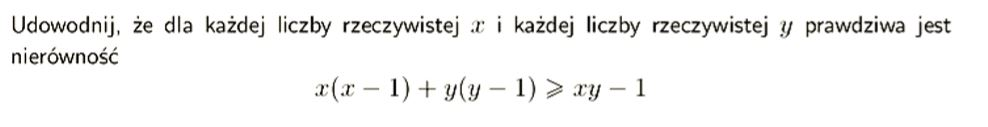 Udowodnij, że dla każdej liczby rzeczywistej x i każdej liczby rzeczywistej y prawdziwa jest
nierówność
x(x − 1) + y(y − 1) ⩾ xy − 1